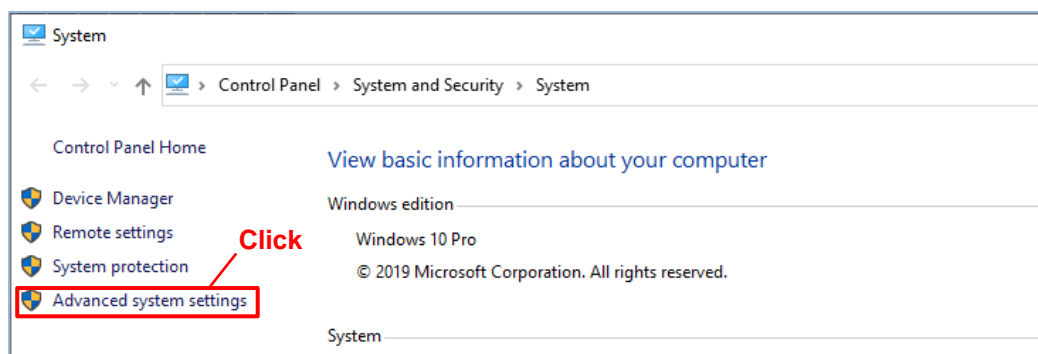 System
Control Panel › System and Security › System
Control Panel Home
Device Manager
Remote settings
System protection
Advanced system settings
Click
View basic information about your computer
Windows edition
Windows 10 Pro
© 2019 Microsoft Corporation. All rights reserved.
System